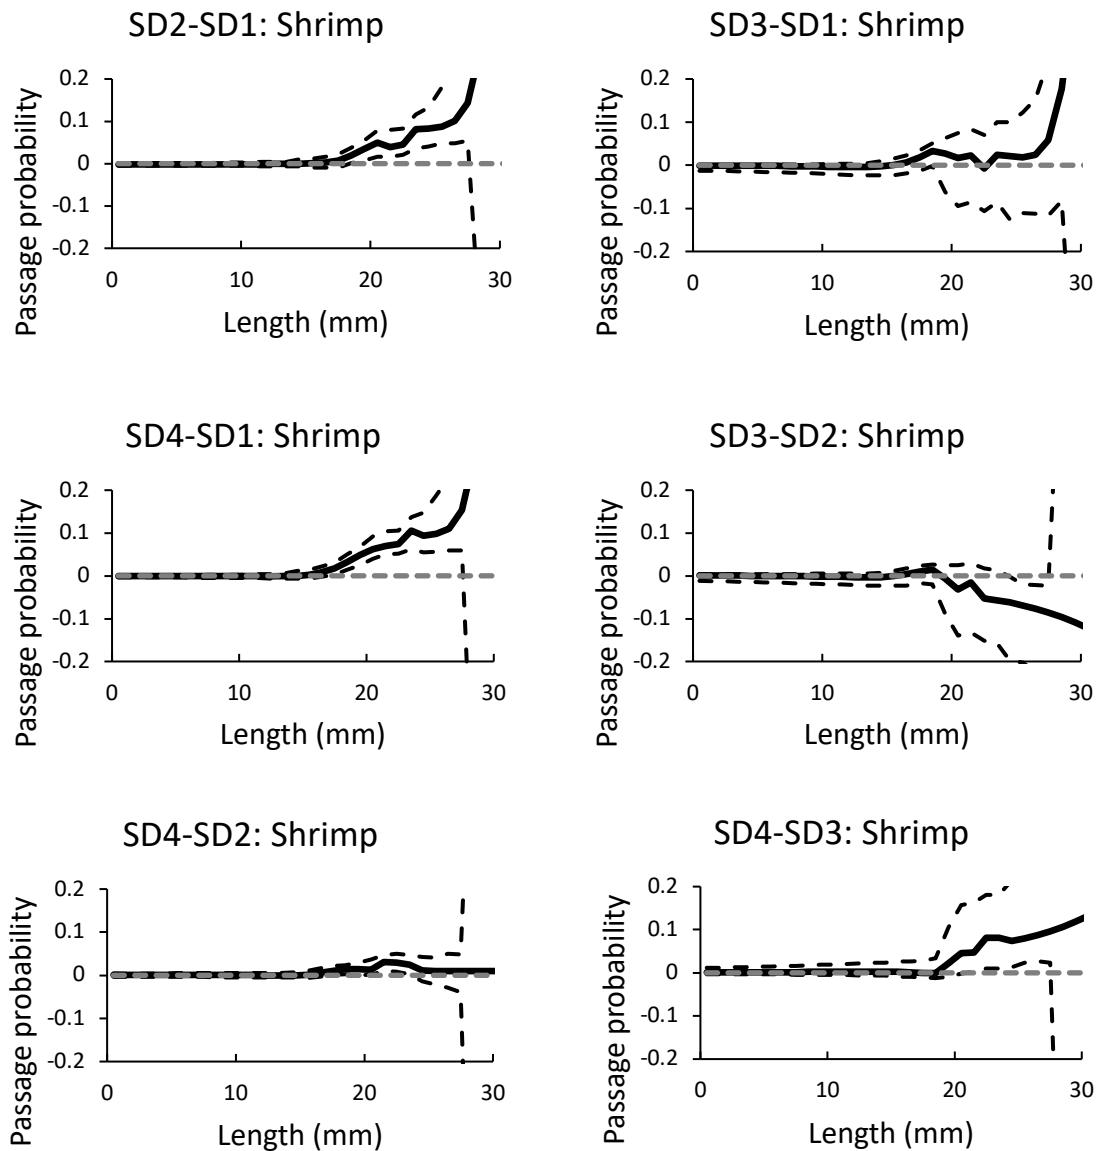 SD2-SD1: Shrimp
Passage probability
0.2
0.1
0
-0.1
-0.2
0 10 20 30
Length (mm)
SD3-SD1: Shrimp
Passage probability
0.2
0.1
0
-0.1
-0.2
0 10 20 30
Length (mm)
SD4-SD1: Shrimp
Passage probability
0.2
0.1
0
-0.1
-0.2
0 10 20 30
Length (mm)
SD3-SD2: Shrimp
Passage probability
0.2
0.1
0
-0.1
-0.2
0 10 20 30
Length (mm)
SD4-SD2: Shrimp
Passage probability
0.2
0.1
0
-0.1
-0.2
0 10 20 30
Length (mm)
SD4-SD3: Shrimp
Passage probability
0.2
0.1
0
-0.1
-0.2
0 10 20 30
Length (mm)